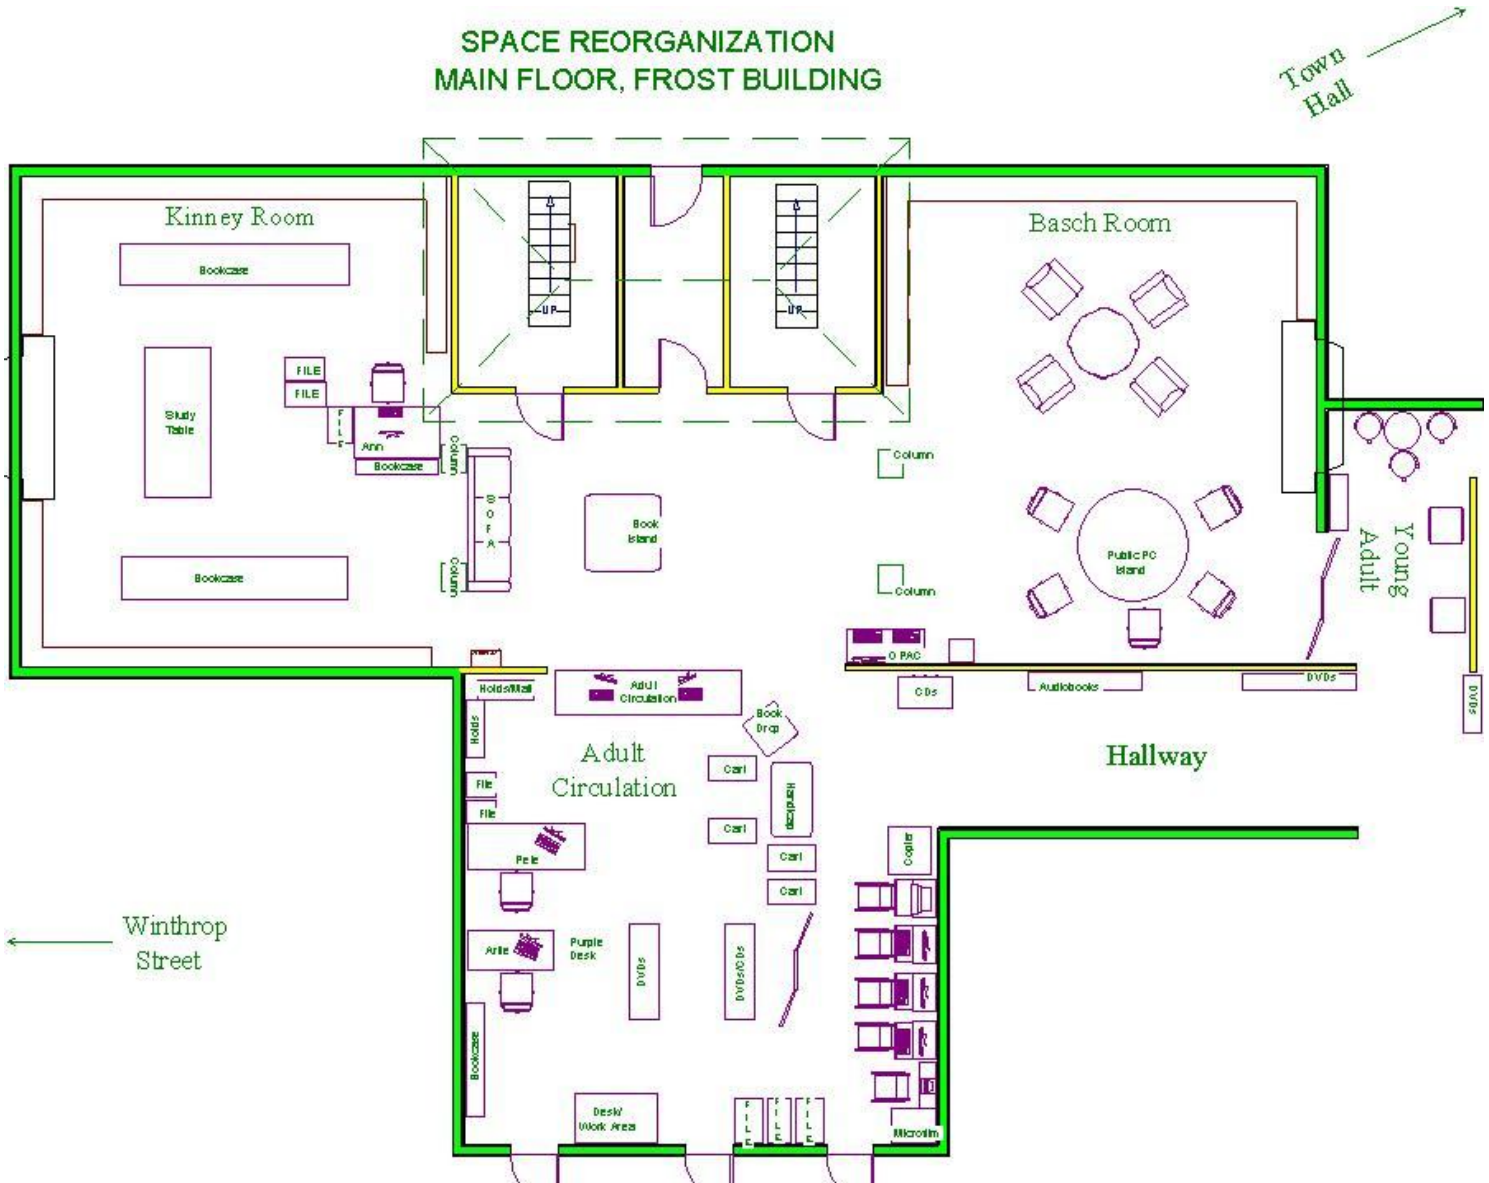 SPACE REORGANIZATION
MAIN FLOOR, FROST BUILDING
Town
Hall
Kinney Room
Basch Room
Bookcase
UP
UP
FILE
FILE
FILE
Study
Table
Ann
Bookcase
Column
Column
SOFA
Book
Island
Column
Column
Bookcase
Public PC
Island
Young
Adult
OPAC
Holds/Mail
Adult
Circulation
CDs
Audiobooks
DVDs
DVDs
Holds
Book
Drop
Adult
Circulation
Hallway
Cart
Handicap
File
File
Cart
Pete
Cart
Cart
Copier
Winthrop
Street
Arlie
Purple
Desk
DVDs
DVDs/CDs
Bookcase
Desk/
Work Area
FILE
FILE
FILE
Microfilm